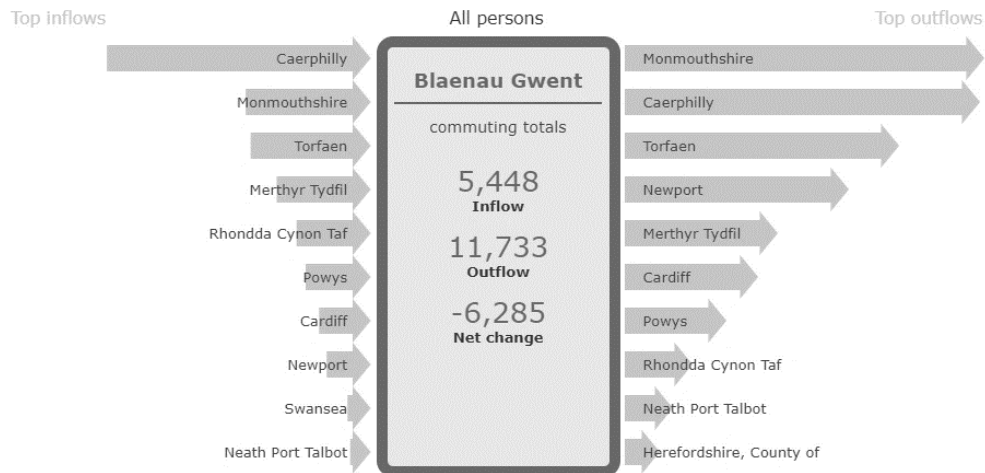 Top inflows
All persons
Top outflows
Caerphilly
Monmouthshire
Torfaen
Merthyr Tydfil
Rhondda Cynon Taf
Powys
Cardiff
Newport
Swansea
Neath Port Talbot
Blaenau Gwent
commuting totals
5,448
Inflow
11,733
Outflow
-6,285
Net change
Monmouthshire
Caerphilly
Torfaen
Newport
Merthyr Tydfil
Cardiff
Powys
Rhondda Cynon Taf
Neath Port Talbot
Herefordshire, County of